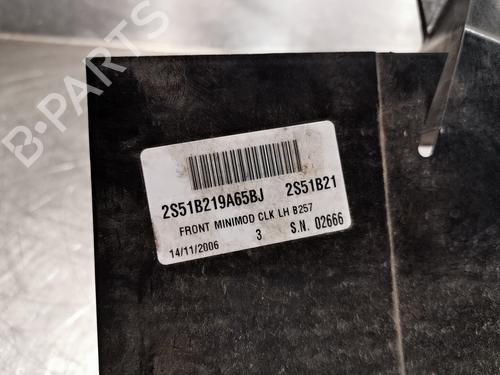 B-PARTS
2S51B219A65BJ 2S51B21
FRONT MINIMOD CLK LH B257
14/11/2006 3 S.N. 02666